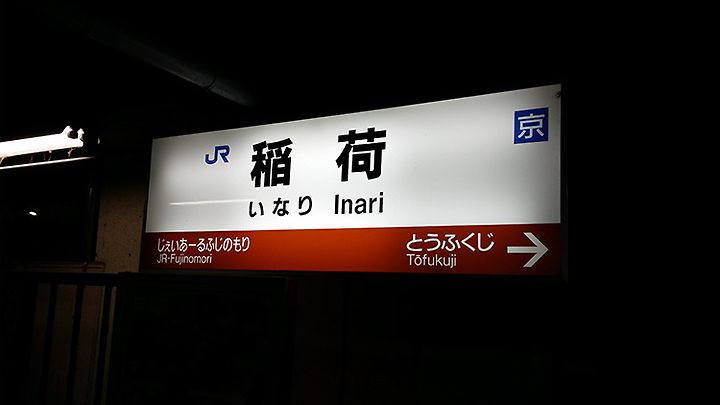 JR 稲荷 京
いなり Inari
じぇいあーるふじのもり とうふくじ →
JR-Fujinomori Tōfukuji